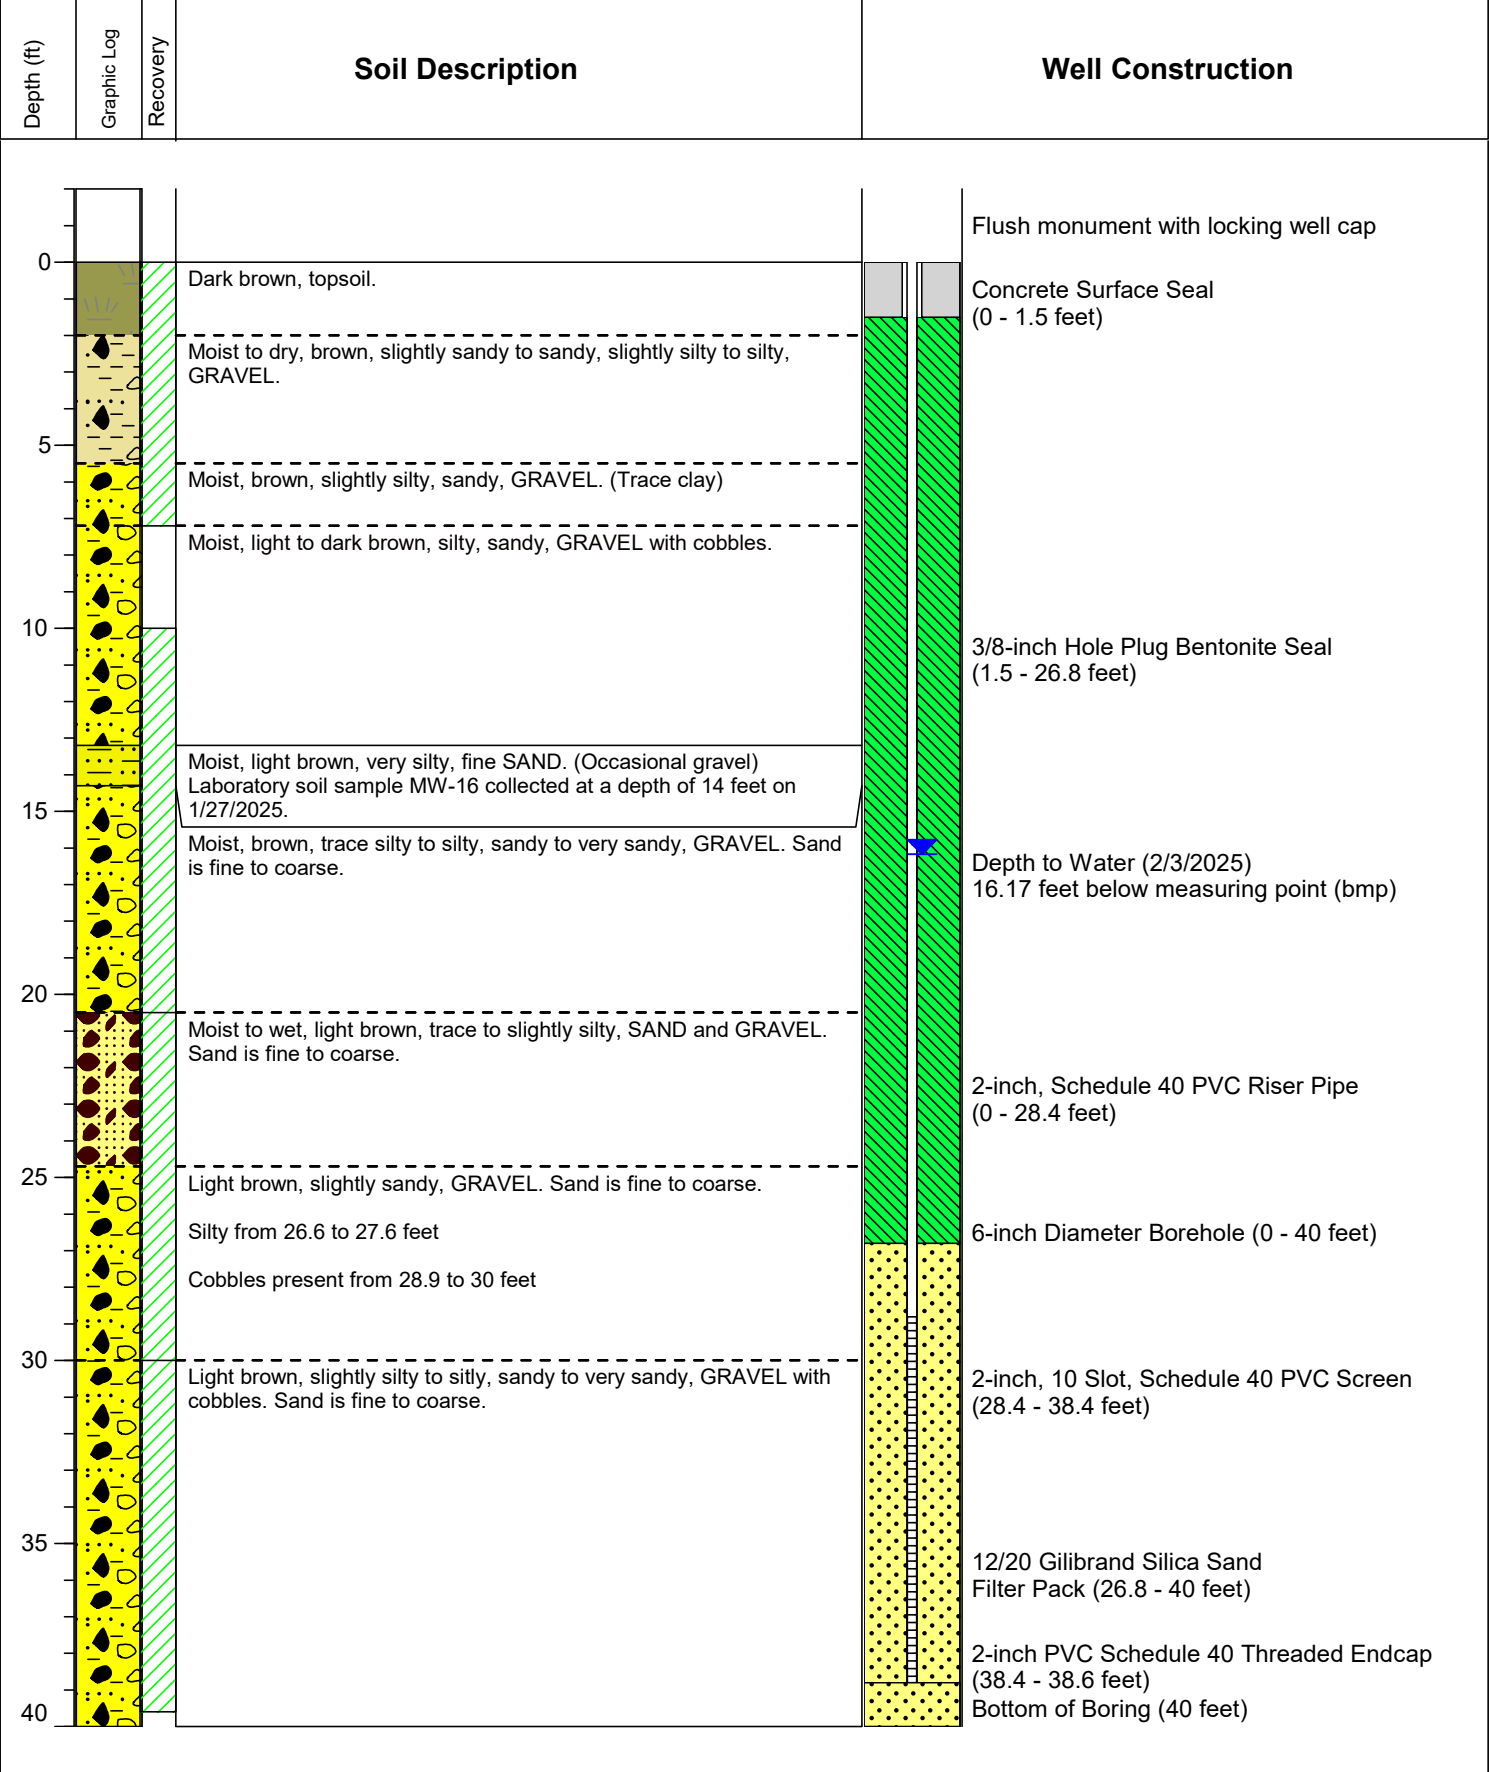 Depth (ft)
Graphic Log
Recovery
Soil Description
Well Construction
Flush monument with locking well cap
0
Dark brown, topsoil.
Concrete Surface Seal
(0 - 1.5 feet)
Moist to dry, brown, slightly sandy to sandy, slightly silty to silty,
GRAVEL.
5
Moist, brown, slightly silty, sandy, GRAVEL. (Trace clay)
Moist, light to dark brown, silty, sandy, GRAVEL with cobbles.
10
3/8-inch Hole Plug Bentonite Seal
(1.5 - 26.8 feet)
Moist, light brown, very silty, fine SAND. (Occasional gravel)
Laboratory soil sample MW-16 collected at a depth of 14 feet on
1/27/2025.
15
Moist, brown, trace silty to silty, sandy to very sandy, GRAVEL. Sand
is fine to coarse.
Depth to Water (2/3/2025)
16.17 feet below measuring point (bmp)
20
Moist to wet, light brown, trace to slightly silty, SAND and GRAVEL.
Sand is fine to coarse.
2-inch, Schedule 40 PVC Riser Pipe
(0 - 28.4 feet)
25
Light brown, slightly sandy, GRAVEL. Sand is fine to coarse.
Silty from 26.6 to 27.6 feet
6-inch Diameter Borehole (0 - 40 feet)
Cobbles present from 28.9 to 30 feet
30
Light brown, slightly silty to sitly, sandy to very sandy, GRAVEL with
cobbles. Sand is fine to coarse.
2-inch, 10 Slot, Schedule 40 PVC Screen
(28.4 - 38.4 feet)
35
12/20 Gilibrand Silica Sand
Filter Pack (26.8 - 40 feet)
2-inch PVC Schedule 40 Threaded Endcap
(38.4 - 38.6 feet)
40
Bottom of Boring (40 feet)